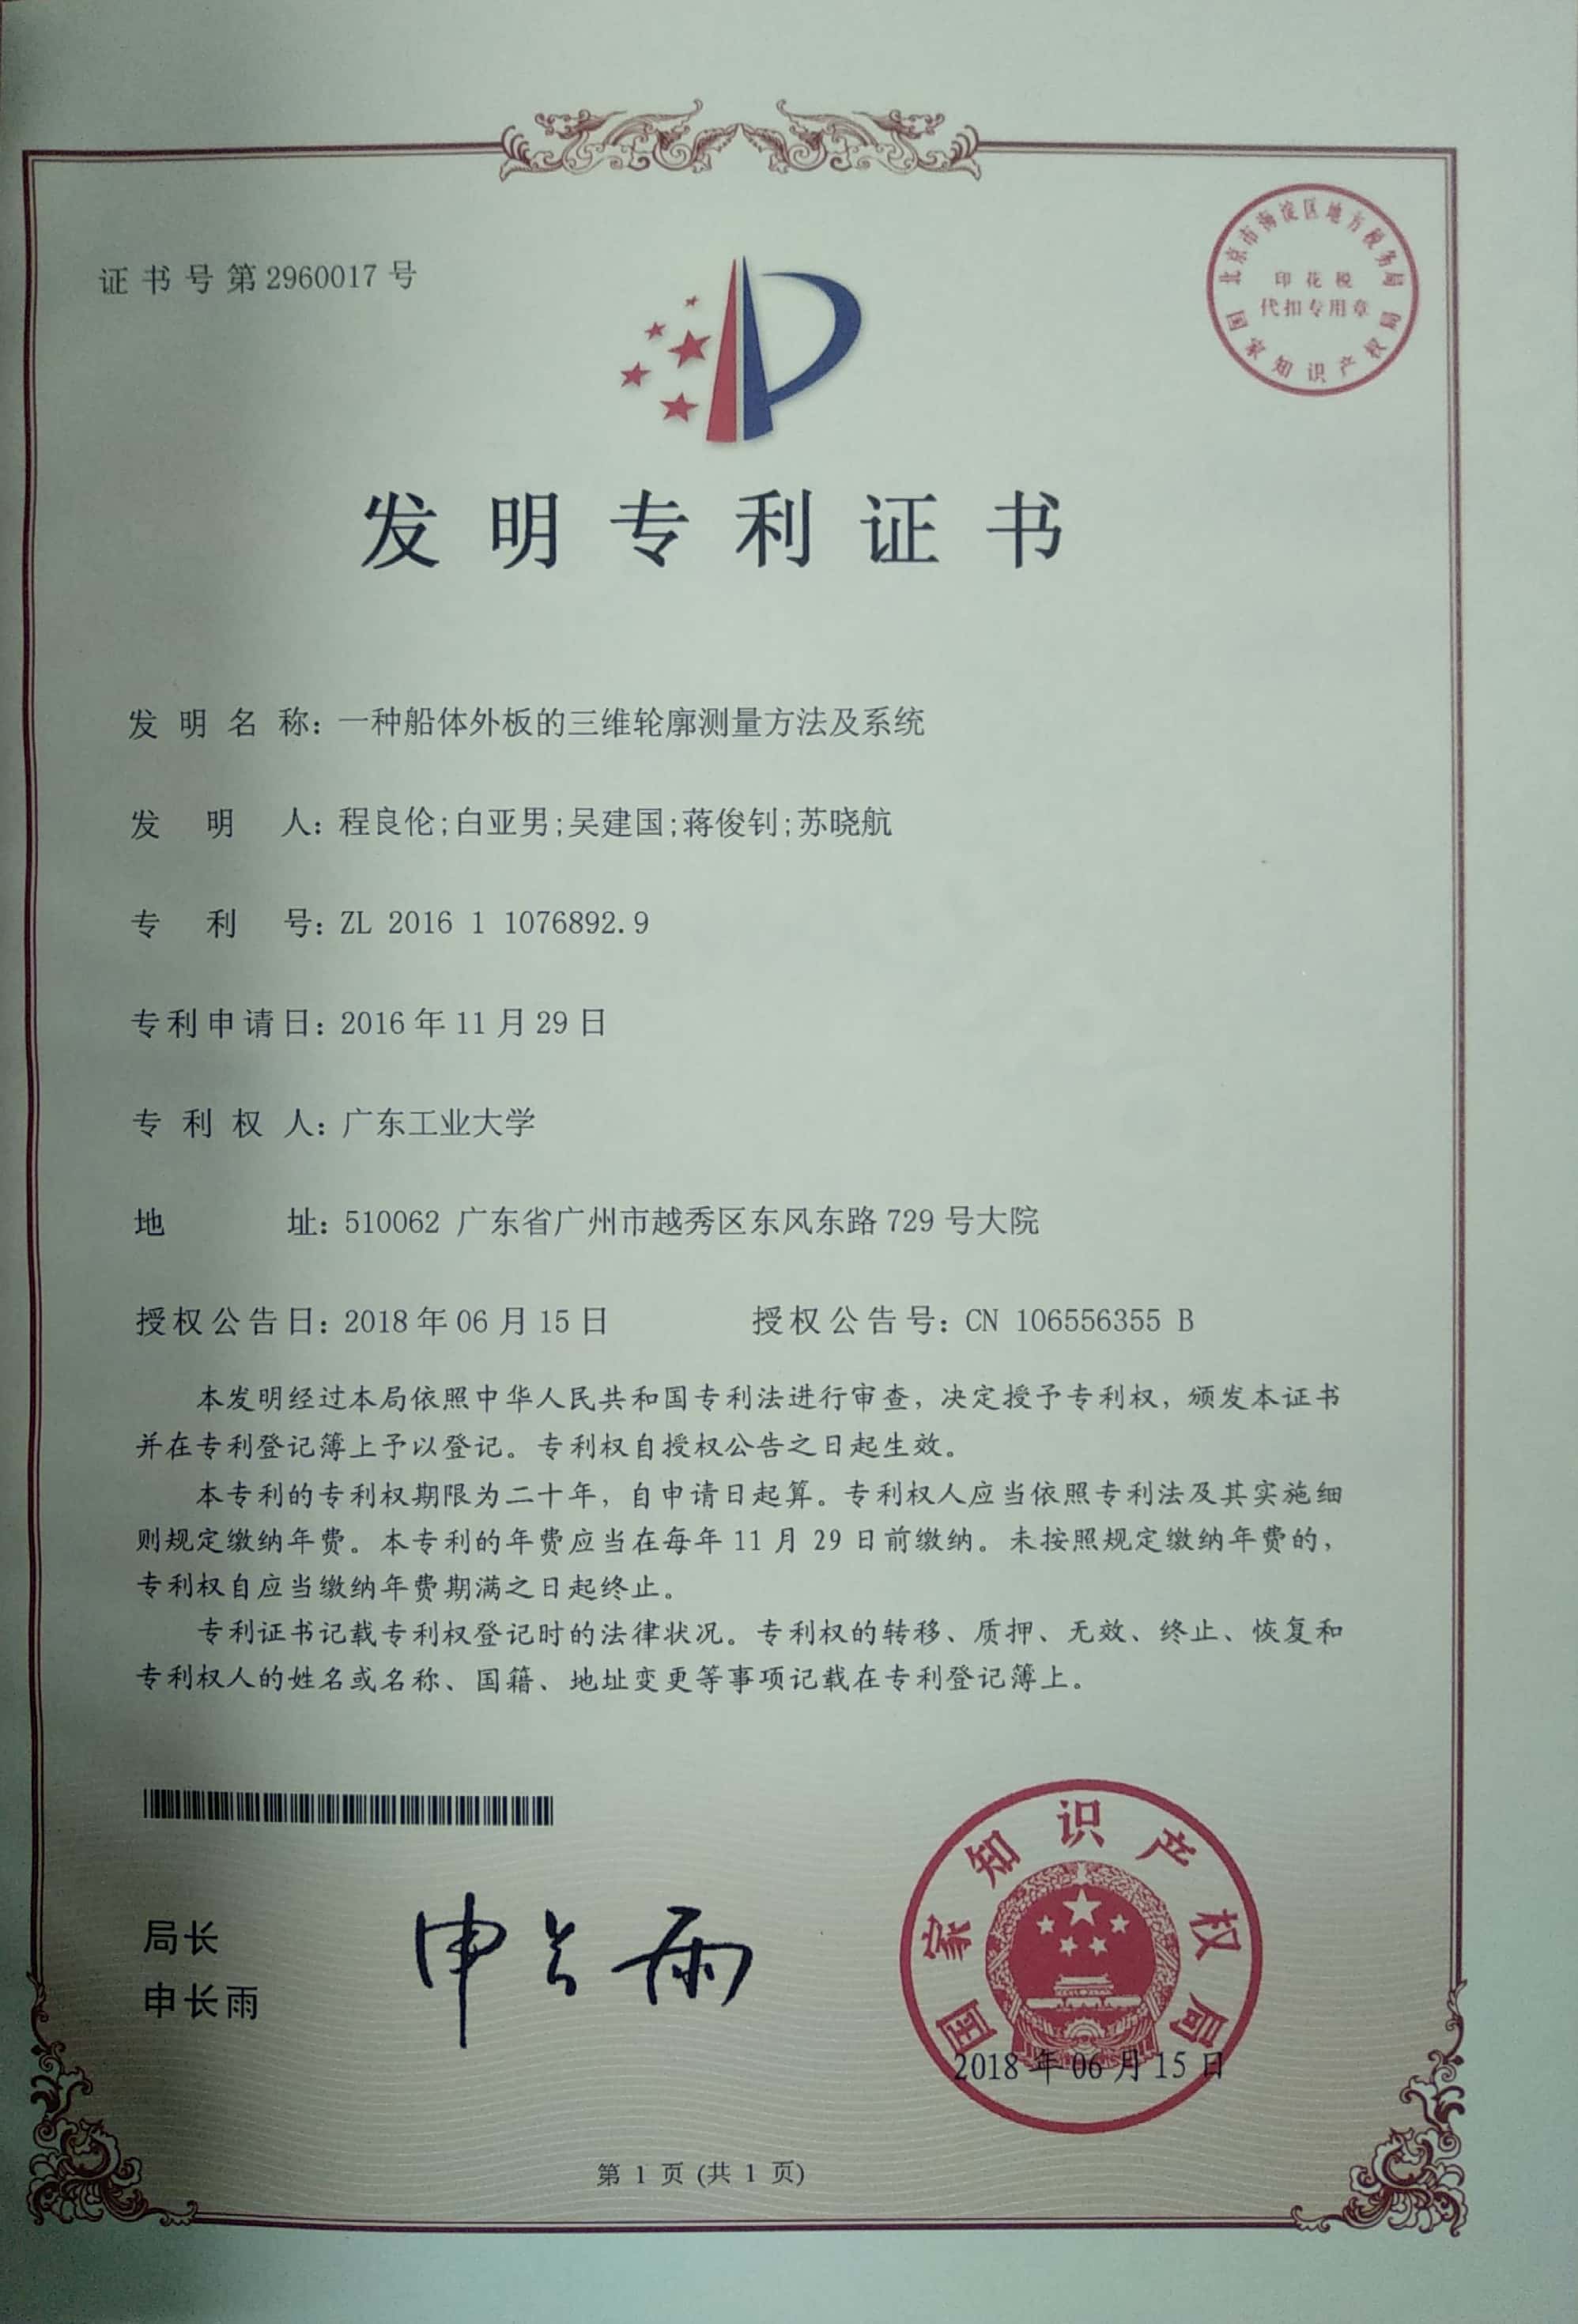 证书号第2960017号
北京市海淀区地方税务局
印花税
代扣专用章
国家知识产权局
发明专利证书
发明名称：一种船体外板的三维轮廓测量方法及系统
发明人：程良伦;白亚男;吴建国;蒋俊钊;苏晓航
专利号：ZL 2016 1 1076892.9
专利申请日：2016年11月29日
专利权人：广东工业大学
地址：510062 广东省广州市越秀区东风东路729号大院
授权公告日：2018年06月15日 授权公告号：CN 106556355 B
本发明经过本局依照中华人民共和国专利法进行审查，决定授予专利权，颁发本证书
并在专利登记簿上予以登记。专利权自授权公告之日起生效。
本专利的专利权期限为二十年，自申请日起算。专利权人应当依照专利法及其实施细
则规定缴纳年费。本专利的年费应当在每年11月29日前缴纳。未按照规定缴纳年费的，
专利权自应当缴纳年费期满之日起终止。
专利证书记载专利权登记时的法律状况。专利权的转移、质押、无效、终止、恢复和
专利权人的姓名或名称、国籍、地址变更等事项记载在专利登记簿上。
局长
申长雨
申长雨
国家知识产权局
2018年06月15日
第 1 页 (共 1 页)